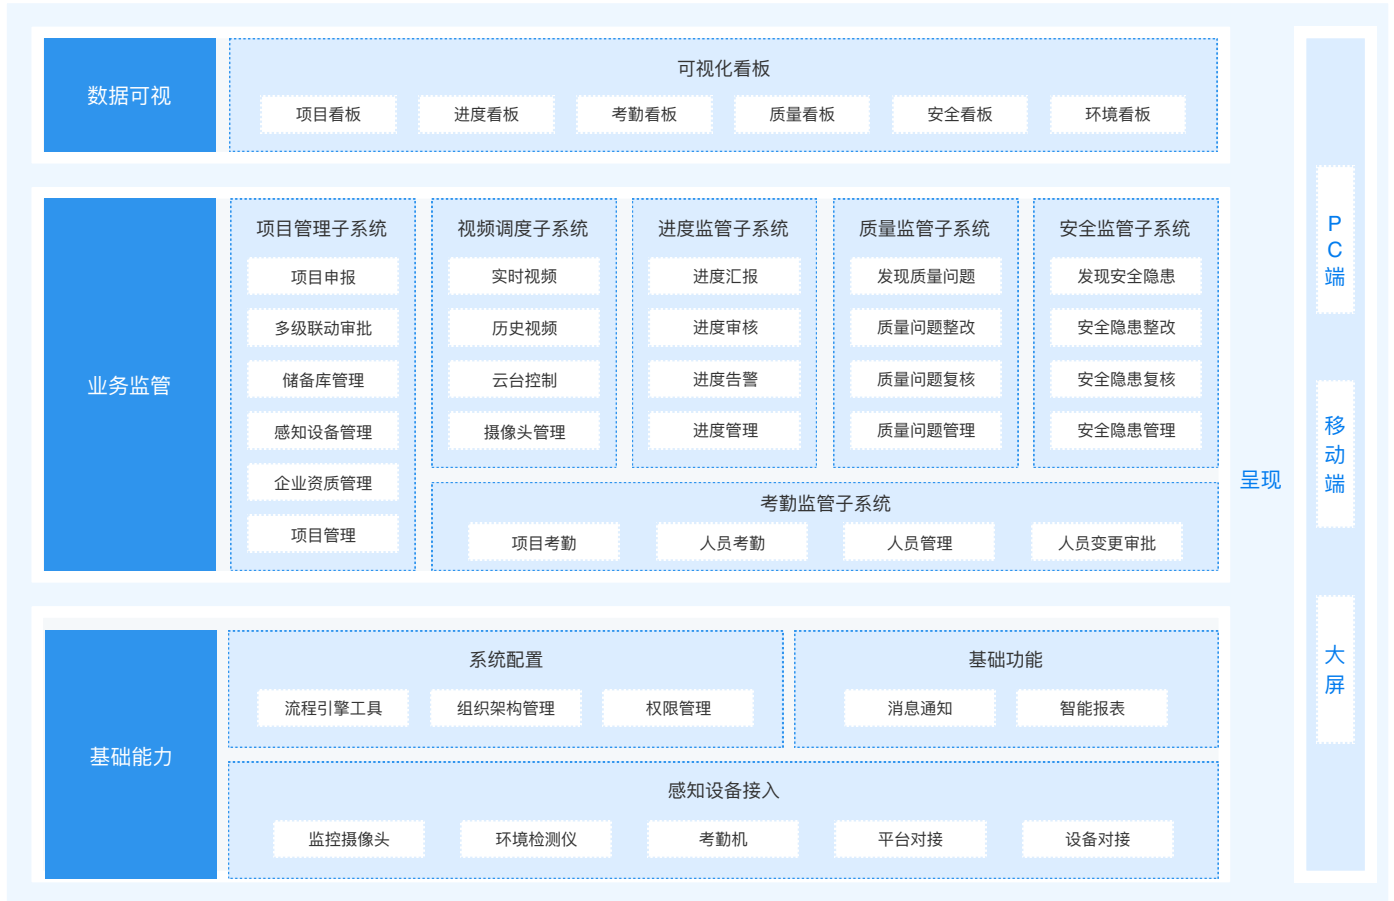 数据可视
可视化看板
项目看板
进度看板
考勤看板
质量看板
安全看板
环境看板
业务监管
项目管理子系统
项目申报
多级联动审批
储备库管理
感知设备管理
企业资质管理
项目管理
视频调度子系统
实时视频
历史视频
云台控制
摄像头管理
进度监管子系统
进度汇报
进度审核
进度告警
进度管理
质量监管子系统
发现质量问题
质量问题整改
质量问题复核
质量问题管理
安全监管子系统
发现安全隐患
安全隐患整改
安全隐患复核
安全隐患管理
考勤监管子系统
项目考勤
人员考勤
人员管理
人员变更审批
基础能力
系统配置
流程引擎工具
组织架构管理
权限管理
基础功能
消息通知
智能报表
感知设备接入
监控摄像头
环境检测仪
考勤机
平台对接
设备对接
呈现
PC端
移动端
大屏